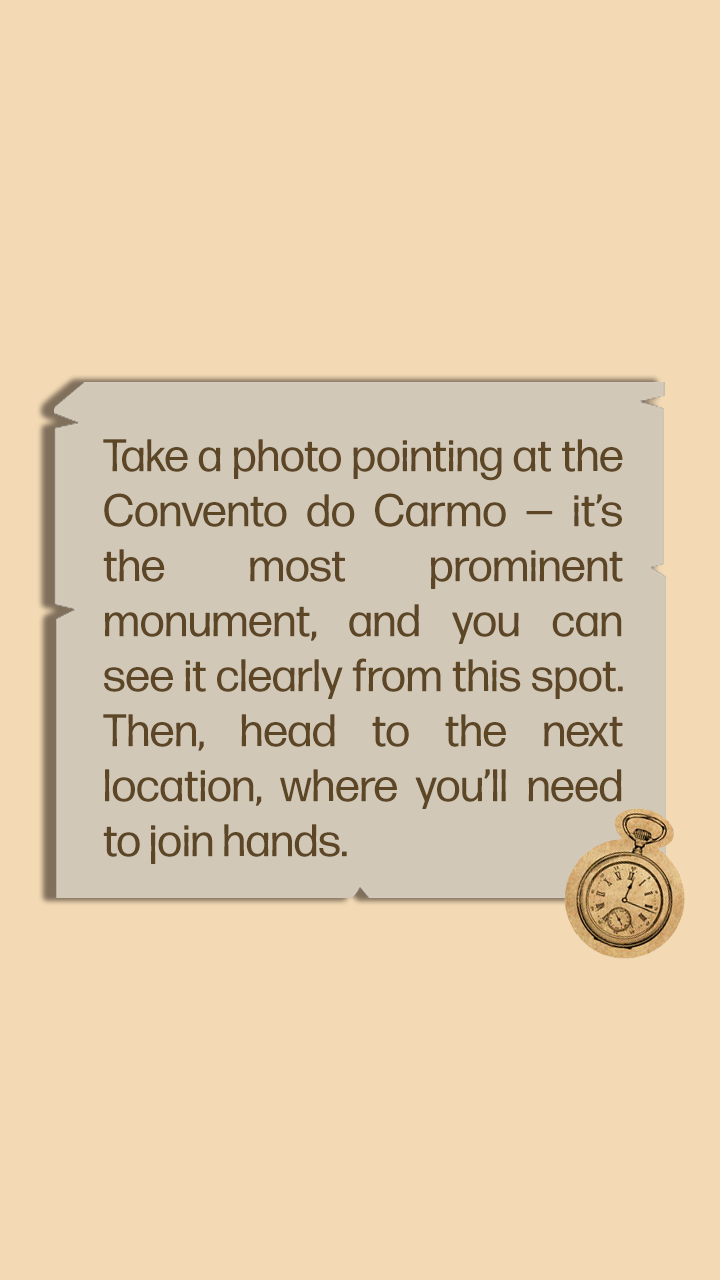 Take a photo pointing at the
Convento do Carmo – it’s
the most prominent
monument, and you can
see it clearly from this spot.
Then, head to the next
location, where you’ll need
to join hands.